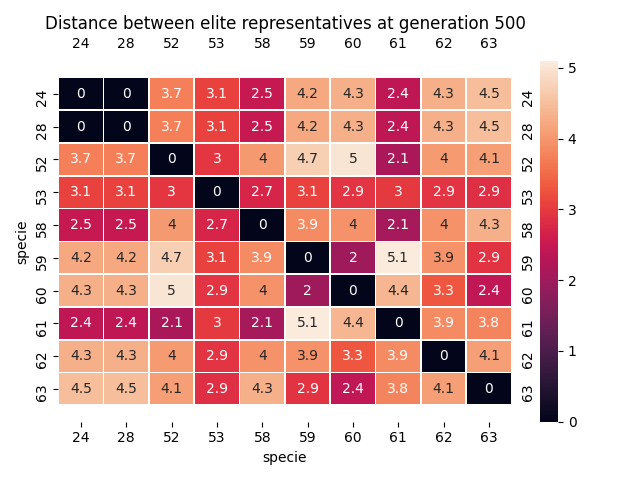 Distance between elite representatives at generation 500
24 28 52 53 58 59 60 61 62 63
24 0 0 3.7 3.1 2.5 4.2 4.3 2.4 4.3 4.5 24
28 0 0 3.7 3.1 2.5 4.2 4.3 2.4 4.3 4.5 28
52 3.7 3.7 0 3 4 4.7 5 2.1 4 4.1 52
53 3.1 3.1 3 0 2.7 3.1 2.9 3 2.9 2.9 53
58 2.5 2.5 4 2.7 0 3.9 4 2.1 4 4.3 58
59 4.2 4.2 4.7 3.1 3.9 0 2 5.1 3.9 2.9 59
60 4.3 4.3 5 2.9 4 2 0 4.4 3.3 2.4 60
61 2.4 2.4 2.1 3 2.1 5.1 4.4 0 3.9 3.8 61
62 4.3 4.3 4 2.9 4 3.9 3.3 3.9 0 4.1 62
63 4.5 4.5 4.1 2.9 4.3 2.9 2.4 3.8 4.1 0 63
24 28 52 53 58 59 60 61 62 63
specie
specie
5
4
3
2
1
0